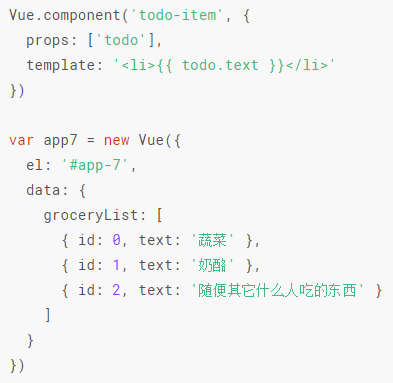 Vue.component('todo-item', {
  props: ['todo'],
  template: '<li>{{ todo.text }}</li>'
})

var app7 = new Vue({
  el: '#app-7',
  data: {
    groceryList: [
      { id: 0, text: '蔬菜' },
      { id: 1, text: '奶酪' },
      { id: 2, text: '随便其它什么人吃的东西' }
    ]
  }
})